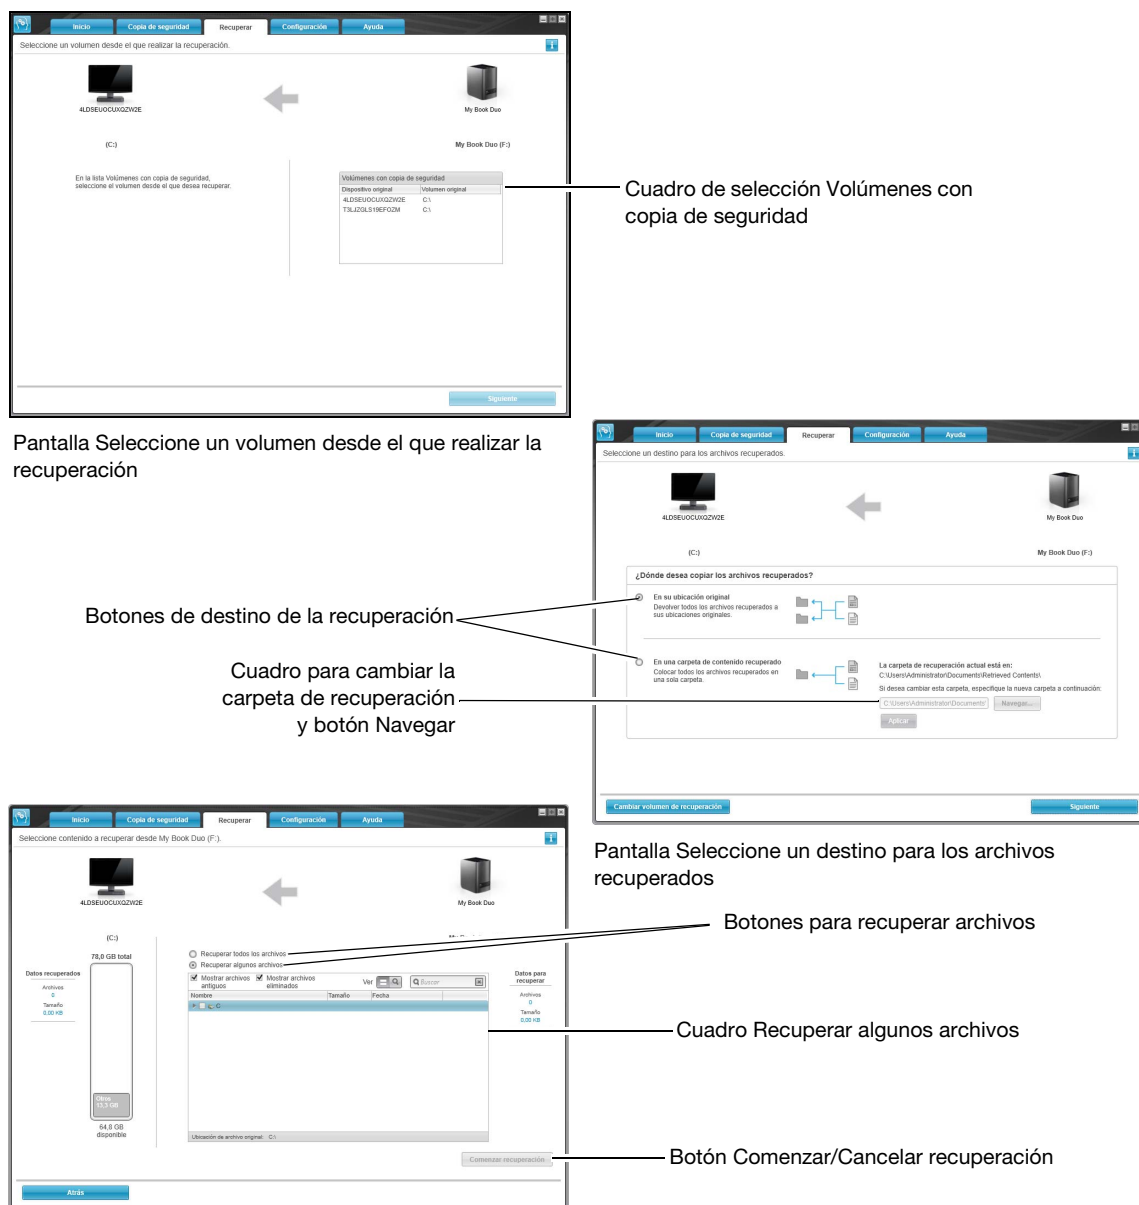 Inicio Copia de seguridad Recuperar Configuración Ayuda
Seleccione un volumen desde el que realizar la recuperación.
4LDSEUOCUXQZW2E
My Book Duo
(C:)
My Book Duo (F:)
En la lista Volúmenes con copia de seguridad,
seleccione el volumen desde el que desea recuperar.
Volúmenes con copia de seguridad
Dispositivo original Volumen original
4LDSEUOCUXQZW2E C:\
T3LJZGLS19EFOZM C:\
Siguiente
Cuadro de selección Volúmenes con
copia de seguridad
Pantalla Seleccione un volumen desde el que realizar la
recuperación
Inicio Copia de seguridad Recuperar Configuración Ayuda
Seleccione un destino para los archivos recuperados.
4LDSEUOCUXQZW2E
My Book Duo
(C:)
My Book Duo (F:)
¿Dónde desea copiar los archivos recuperados?
En su ubicación original
Devolver todos los archivos recuperados a
sus ubicaciones originales.
En una carpeta de contenido recuperado
Colocar todos los archivos recuperados en
una sola carpeta.
La carpeta de recuperación actual está en:
C:\Users\Administrator\Documents\Retrieved Contents\
Si desea cambiar esta carpeta, especifique la nueva carpeta a continuación:
C:\Users\Administrator\Documents\
Navegar...
Aplicar
Cambiar volumen de recuperación
Siguiente
Botones de destino de la recuperación
Cuadro para cambiar la
carpeta de recuperación
y botón Navegar
Pantalla Seleccione un destino para los archivos
recuperados
Inicio Copia de seguridad Recuperar Configuración Ayuda
Seleccione contenido a recuperar desde My Book Duo (F:).
4LDSEUOCUXQZW2E
My Book Duo
(C:)
78,0 GB total
Datos recuperados
Archivos
0
Tamaño
0,00 KB
Otros
13,3 GB
64,8 GB
disponible
Recuperar todos los archivos
Recuperar algunos archivos
Mostrar archivos
antiguos
Mostrar archivos
eliminados
Ver
Buscar
Nombre Tamaño Fecha
C
Ubicación de archivo original: C:\
Datos para
recuperar
Archivos
0
Tamaño
0,00 KB
Comenzar recuperación
Atrás
Botones para recuperar archivos
Cuadro Recuperar algunos archivos
Botón Comenzar/Cancelar recuperación